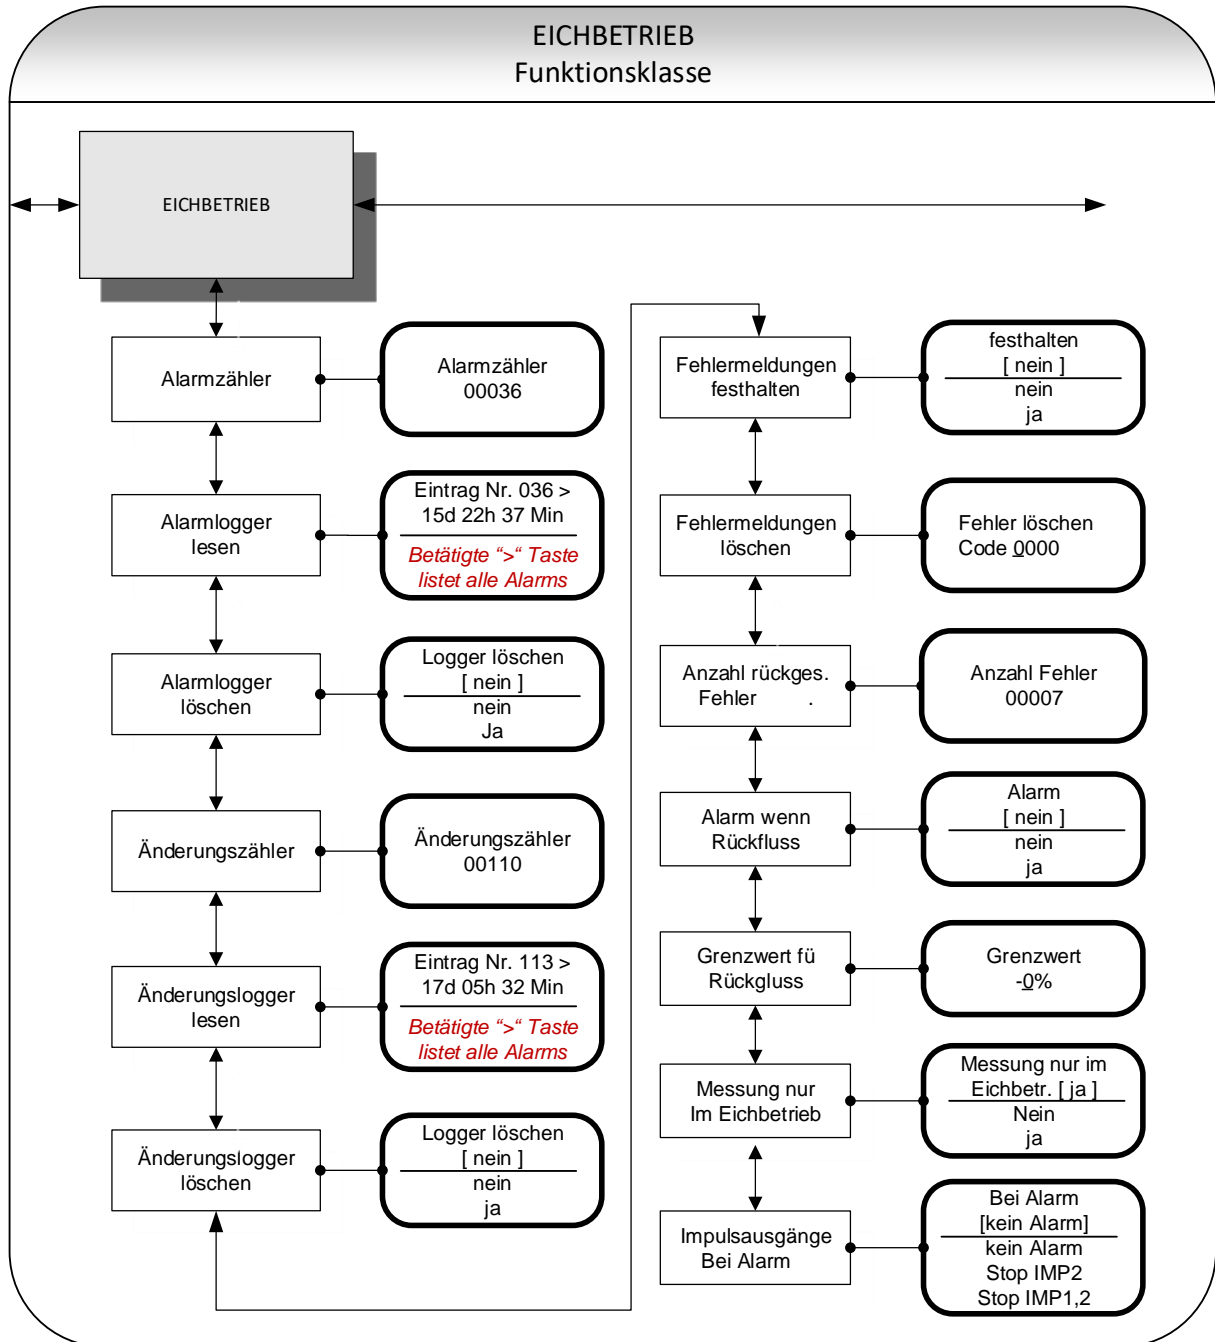 EICHBETRIEB
Funktionsklasse
EICHBETRIEB
Alarmzähler
Alarmzähler
00036
Alarmlogger
lesen
Eintrag Nr. 036 >
15d 22h 37 Min
Betätigte “>“ Taste
listet alle Alarms
Alarmlogger
löschen
Logger löschen
[ nein ]
nein
Ja
Änderungszähler
Änderungszähler
00110
Änderungslogger
lesen
Eintrag Nr. 113 >
17d 05h 32 Min
Betätigte “>“ Taste
listet alle Alarms
Änderungslogger
löschen
Logger löschen
[ nein ]
nein
ja
Fehlermeldungen
festhalten
festhalten
[ nein ]
nein
ja
Fehlermeldungen
löschen
Fehler löschen
Code 0000
Anzahl rückges.
Fehler .
Anzahl Fehler
00007
Alarm wenn
Rückfluss
Alarm
[ nein ]
nein
ja
Grenzwert fü
Rückgluss
Grenzwert
-0%
Messung nur
Im Eichbetrieb
Messung nur im
Eichbetr. [ ja ]
Nein
ja
Impulsausgänge
Bei Alarm
Bei Alarm
[kein Alarm]
kein Alarm
Stop IMP2
Stop IMP1,2